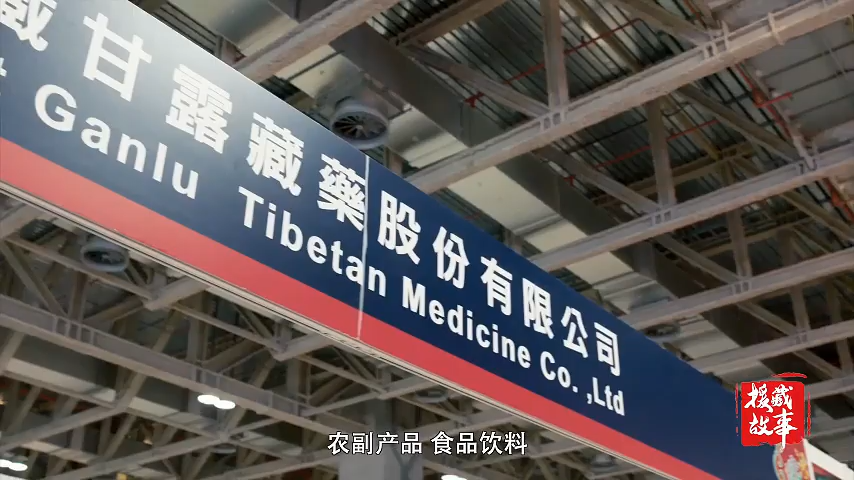 藏甘露藏藥股份有限公司
Ganlu Tibetan Medicine Co. ,Ltd
援藏
故事
农副产品 食品饮料